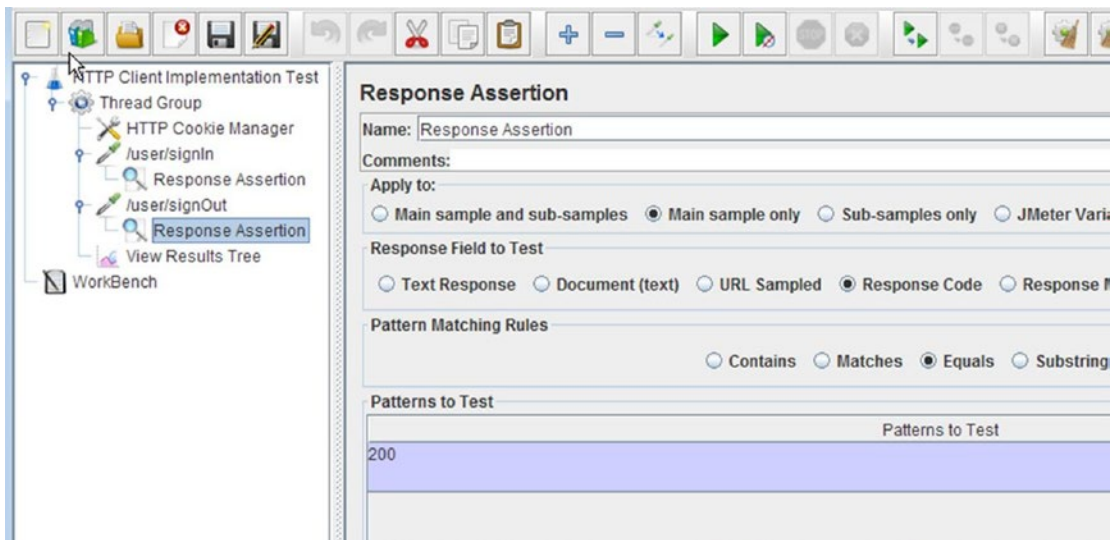 STOP
HTTP Client Implementation Test
Thread Group
HTTP Cookie Manager
/user/signIn
Response Assertion
/user/signOut
Response Assertion
View Results Tree
WorkBench
Response Assertion
Name: Response Assertion
Comments:
Apply to:
Main sample and sub-samples Main sample only Sub-samples only JMeter Varia
Response Field to Test
Text Response Document (text) URL Sampled Response Code Response M
Pattern Matching Rules
Contains Matches Equals Substring
Patterns to Test
Patterns to Test
200